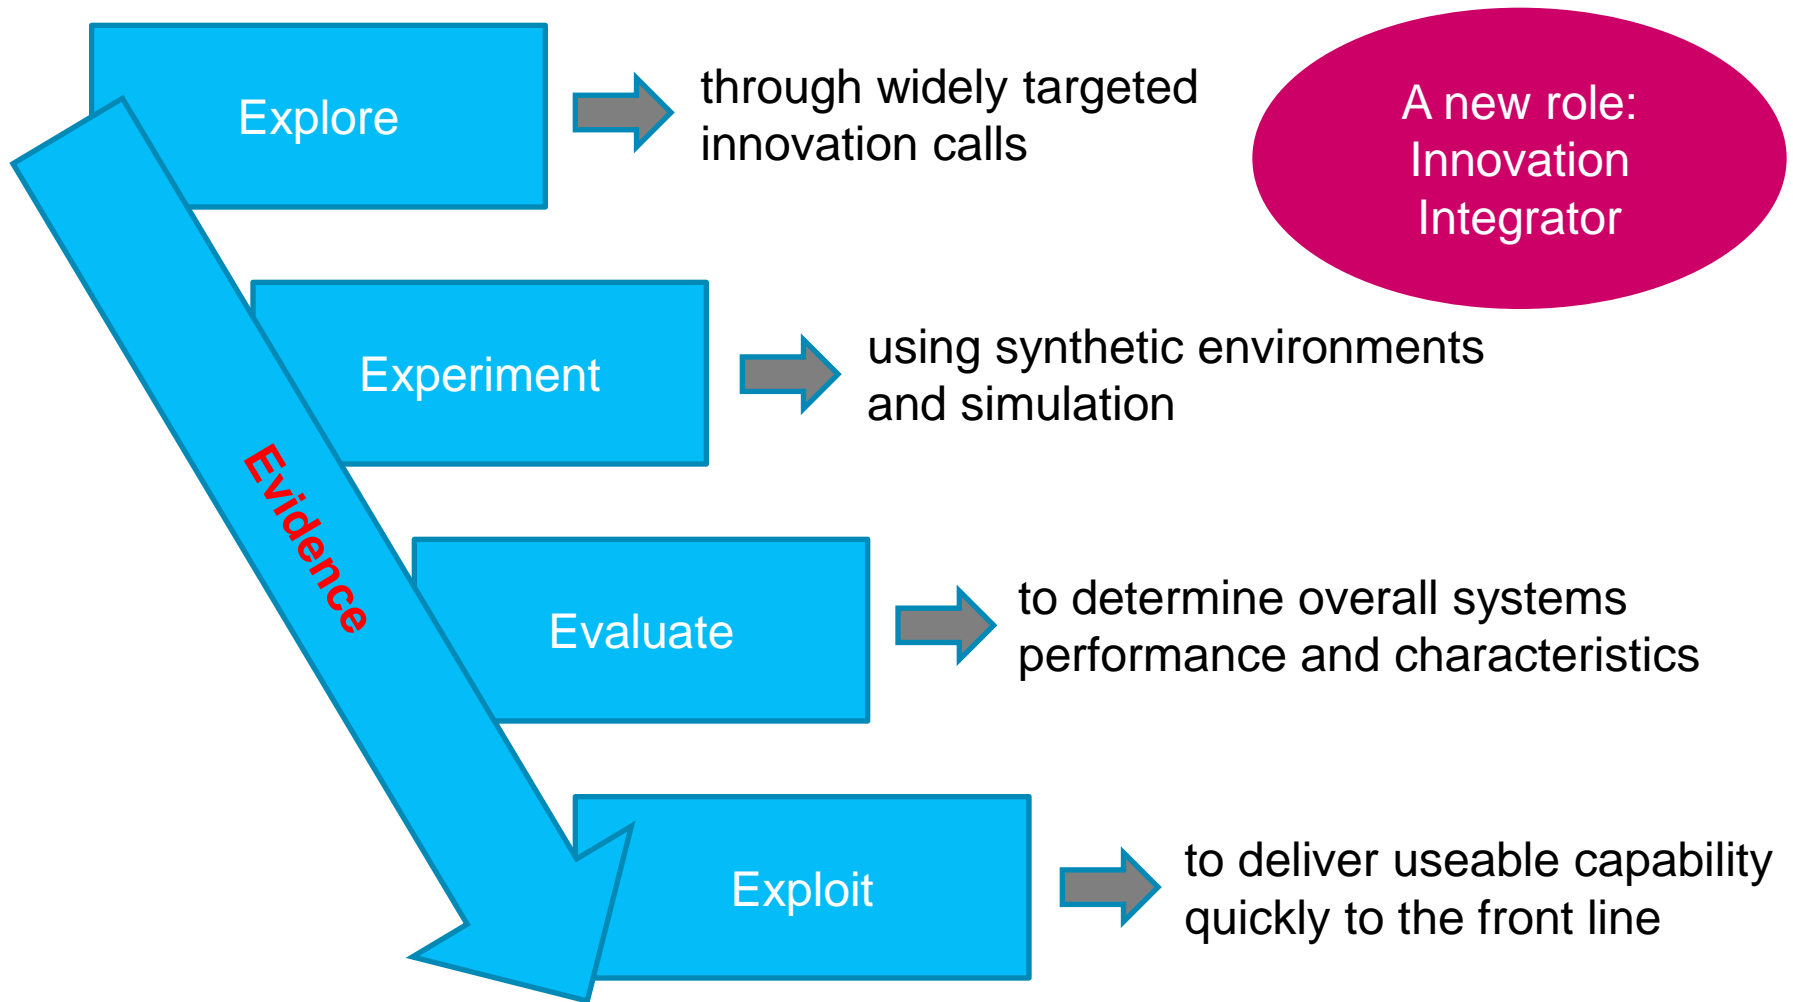 Explore
through widely targeted
innovation calls
A new role:
Innovation
Integrator
Experiment
using synthetic environments
and simulation
Evidence
Evaluate
to determine overall systems
performance and characteristics
Exploit
to deliver useable capability
quickly to the front line